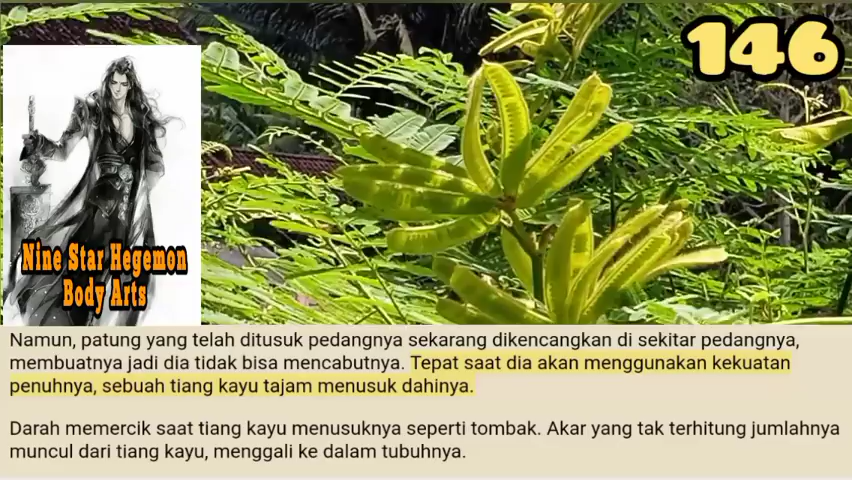 146
Nine Star Hegemon
Body Arts
Namun, patung yang telah ditusuk pedangnya sekarang dikencangkan di sekitar pedangnya,
membuatnya jadi dia tidak bisa mencabutnya. Tepat saat dia akan menggunakan kekuatan
penuhnya, sebuah tiang kayu tajam menusuk dahinya.
Darah memercik saat tiang kayu menusuknya seperti tombak. Akar yang tak terhitung jumlahnya
muncul dari tiang kayu, menggali ke dalam tubuhnya.